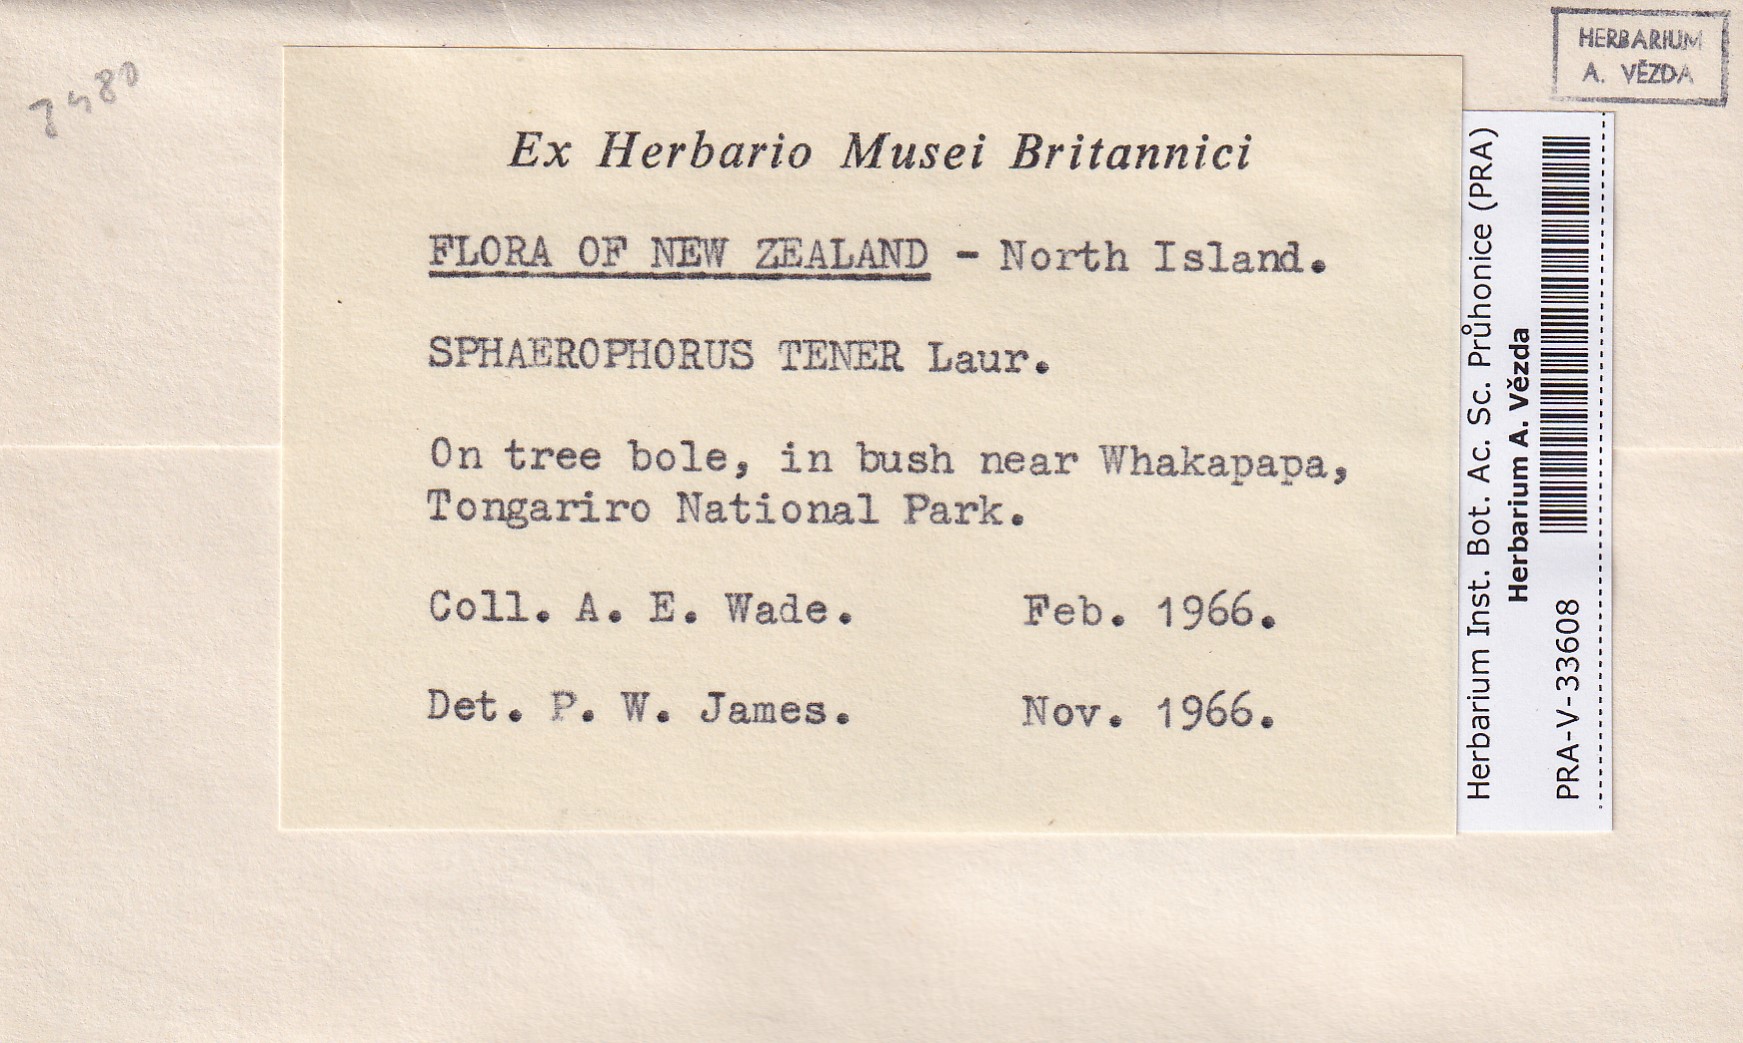 HERBARIUM
A. VĚZDA
Ex Herbario Musei Britannici
FLORA OF NEW ZEALAND - North Island.
SPHAEROPHORUS TENER Laur.
On tree bole, in bush near Whakapapa,
Tongariro National Park.
Coll. A. E. Wade. Feb. 1966.
Det. P. W. James. Nov. 1966.
Herbarium Inst. Bot. Ac. Sc. Průhonice (PRA)
Herbarium A. Vězda
PRA-V-33608